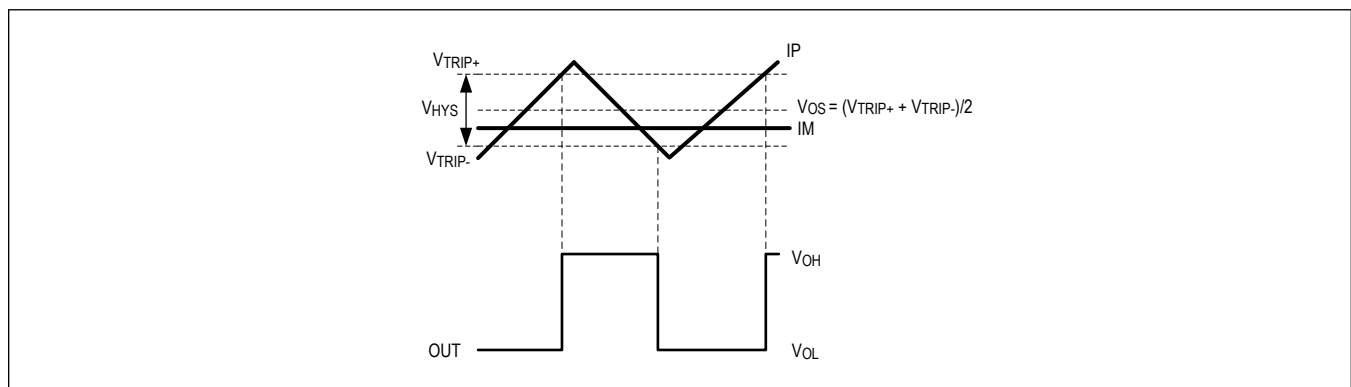 IP
VTRIP+
VHYS
VOS = (VTRIP+ + VTRIP-)/2
IM
VTRIP-
VOH
OUT
VOL